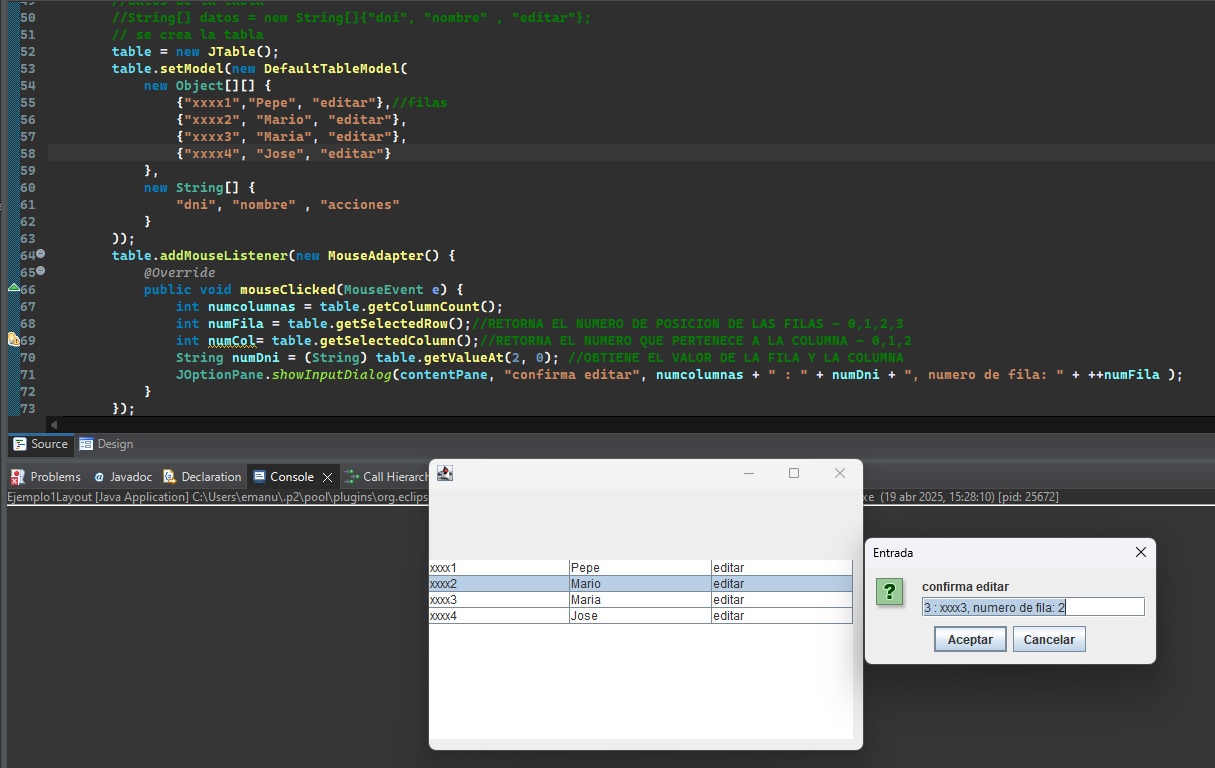 //datos de la tabla
50 //String[] datos = new String[]{"dni", "nombre" , "editar"};
51 // se crea la tabla
52 table = new JTable();
53 table.setModel(new DefaultTableModel(
54 new Object[][] {
55 {"xxxx1","Pepe", "editar"},//filas
56 {"xxxx2", "Mario", "editar"},
57 {"xxxx3", "Maria", "editar"},
58 {"xxxx4", "Jose", "editar"}
59 },
60 new String[] {
61 "dni", "nombre" , "acciones"
62 }
63 ));
64 table.addMouseListener(new MouseAdapter() {
65 @Override
66 public void mouseClicked(MouseEvent e) {
67 int numcolumnas = table.getColumnCount();
68 int numFila = table.getSelectedRow();//RETORNA EL NUMERO DE POSICION DE LAS FILAS - 0,1,2,3
69 int numCol= table.getSelectedColumn();//RETORNA EL NUMERO QUE PERTENECE A LA COLUMNA - 0,1,2
70 String numDni = (String) table.getValueAt(2, 0); //OBTIENE EL VALOR DE LA FILA Y LA COLUMNA
71 JOptionPane.showInputDialog(contentPane, "confirma editar", numcolumnas + " : " + numDni + ", numero de fila: " + ++numFila );
72 }
73 });
Source Design
Problems @ Javadoc Declaration Console Call Hierarch
Ejemplo1Layout [Java Application] C:\Users\emanu\.p2\pool\plugins\org.eclips xe (19 abr 2025, 15:28:10) [pid: 25672]
xxxx1 Pepe editar
xxxx2 Mario editar
xxxx3 Maria editar
xxxx4 Jose editar
Entrada
? confirma editar
3 : xxxx3, numero de fila: 2
Aceptar Cancelar